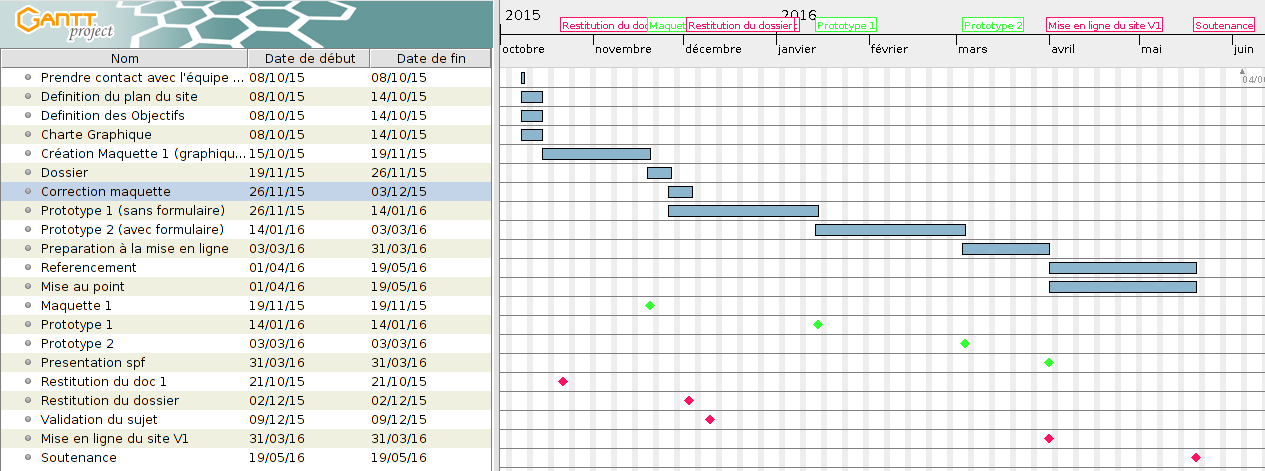 GANTT
project
2015 2016
Restitution du doc Maquet Restitution du dossier Prototype 1 Prototype 2 Mise en ligne du site V1 Soutenance
octobre novembre décembre janvier février mars avril mai juin
Nom Date de début Date de fin
Prendre contact avec l'équipe ... 08/10/15 08/10/15
04/0
Definition du plan du site 08/10/15 14/10/15
Definition des Objectifs 08/10/15 14/10/15
Charte Graphique 08/10/15 14/10/15
Création Maquette 1 (graphiqu... 15/10/15 19/11/15
Dossier 19/11/15 26/11/15
Correction maquette 26/11/15 03/12/15
Prototype 1 (sans formulaire) 26/11/15 14/01/16
Prototype 2 (avec formulaire) 14/01/16 03/03/16
Preparation à la mise en ligne 03/03/16 31/03/16
Referencement 01/04/16 19/05/16
Mise au point 01/04/16 19/05/16
Maquette 1 19/11/15 19/11/15
Prototype 1 14/01/16 14/01/16
Prototype 2 03/03/16 03/03/16
Presentation spf 31/03/16 31/03/16
Restitution du doc 1 21/10/15 21/10/15
Restitution du dossier 02/12/15 02/12/15
Validation du sujet 09/12/15 09/12/15
Mise en ligne du site V1 31/03/16 31/03/16
Soutenance 19/05/16 19/05/16